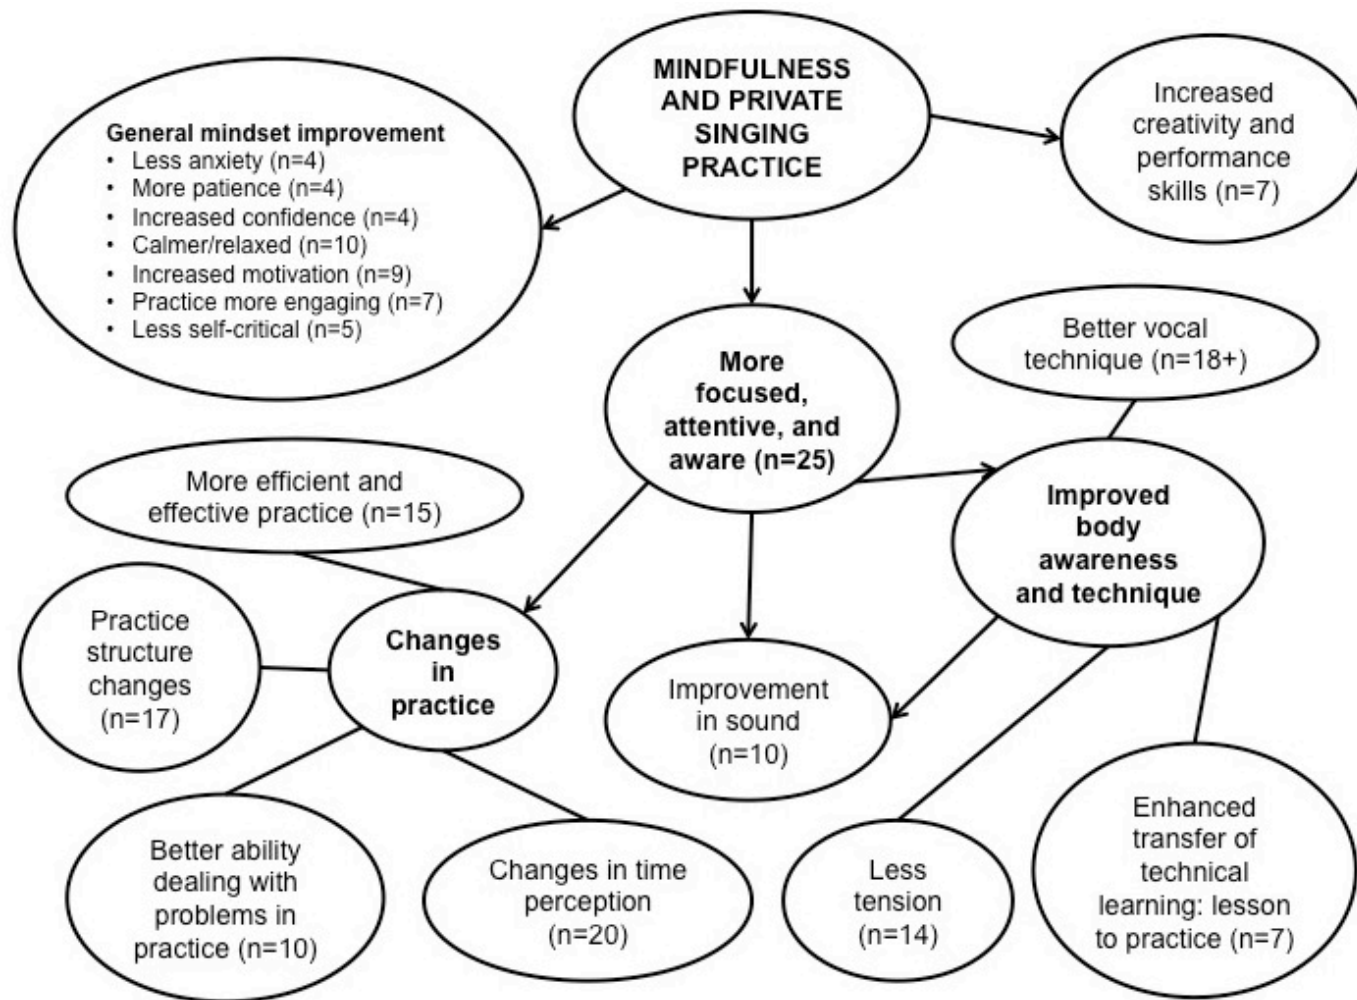 MINDFULNESS
AND PRIVATE
SINGING
PRACTICE
Increased
creativity and
performance
skills (n=7)
General mindset improvement
• Less anxiety (n=4)
• More patience (n=4)
• Increased confidence (n=4)
• Calmer/relaxed (n=10)
• Increased motivation (n=9)
• Practice more engaging (n=7)
• Less self-critical (n=5)
Better vocal
technique (n=18+)
More
focused,
attentive, and
aware (n=25)
More efficient and
effective practice (n=15)
Improved
body
awareness
and technique
Practice
structure
changes
(n=17)
Changes
in
practice
Improvement
in sound
(n=10)
Better ability
dealing with
problems in
practice (n=10)
Changes in time
perception
(n=20)
Less
tension
(n=14)
Enhanced
transfer of
technical
learning: lesson
to practice (n=7)